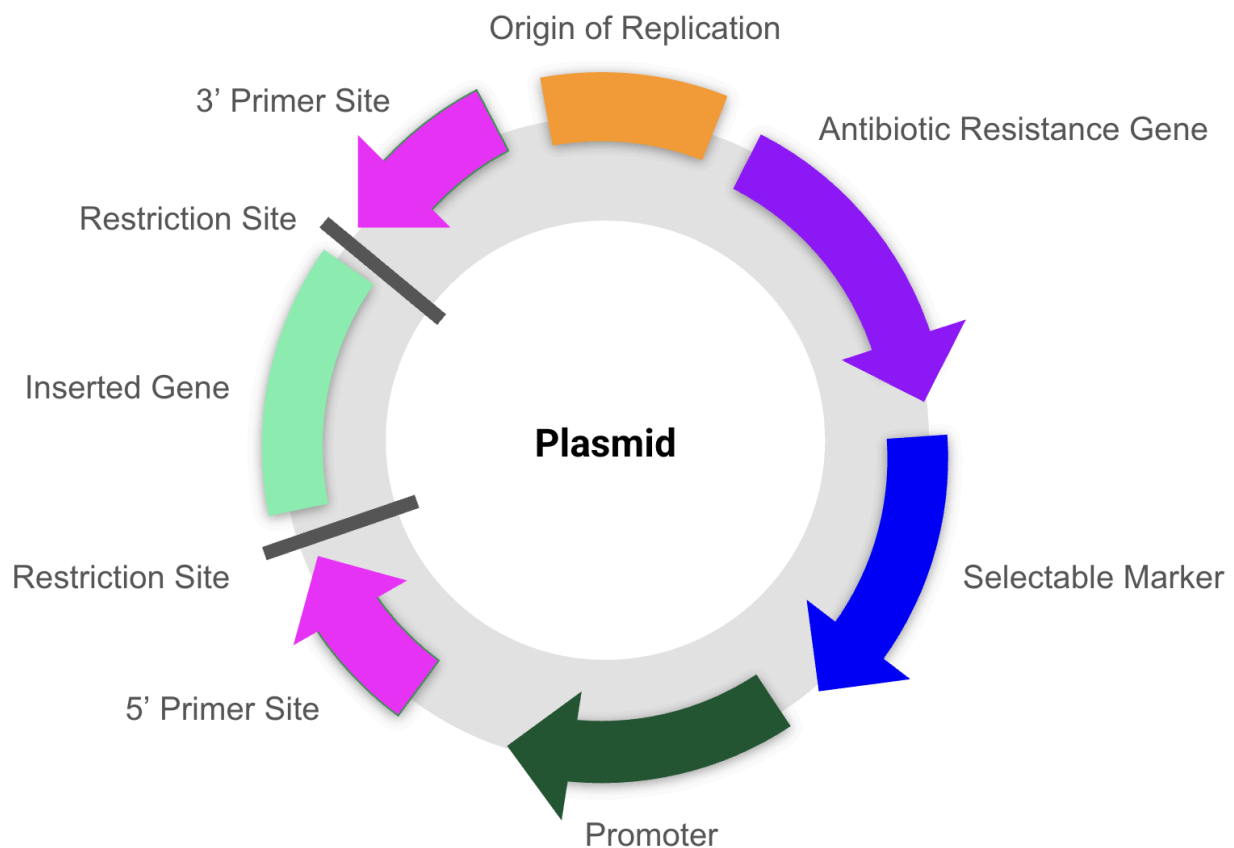 Origin of Replication
3’ Primer Site
Antibiotic Resistance Gene
Restriction Site
Inserted Gene
Plasmid
Restriction Site
Selectable Marker
5’ Primer Site
Promoter